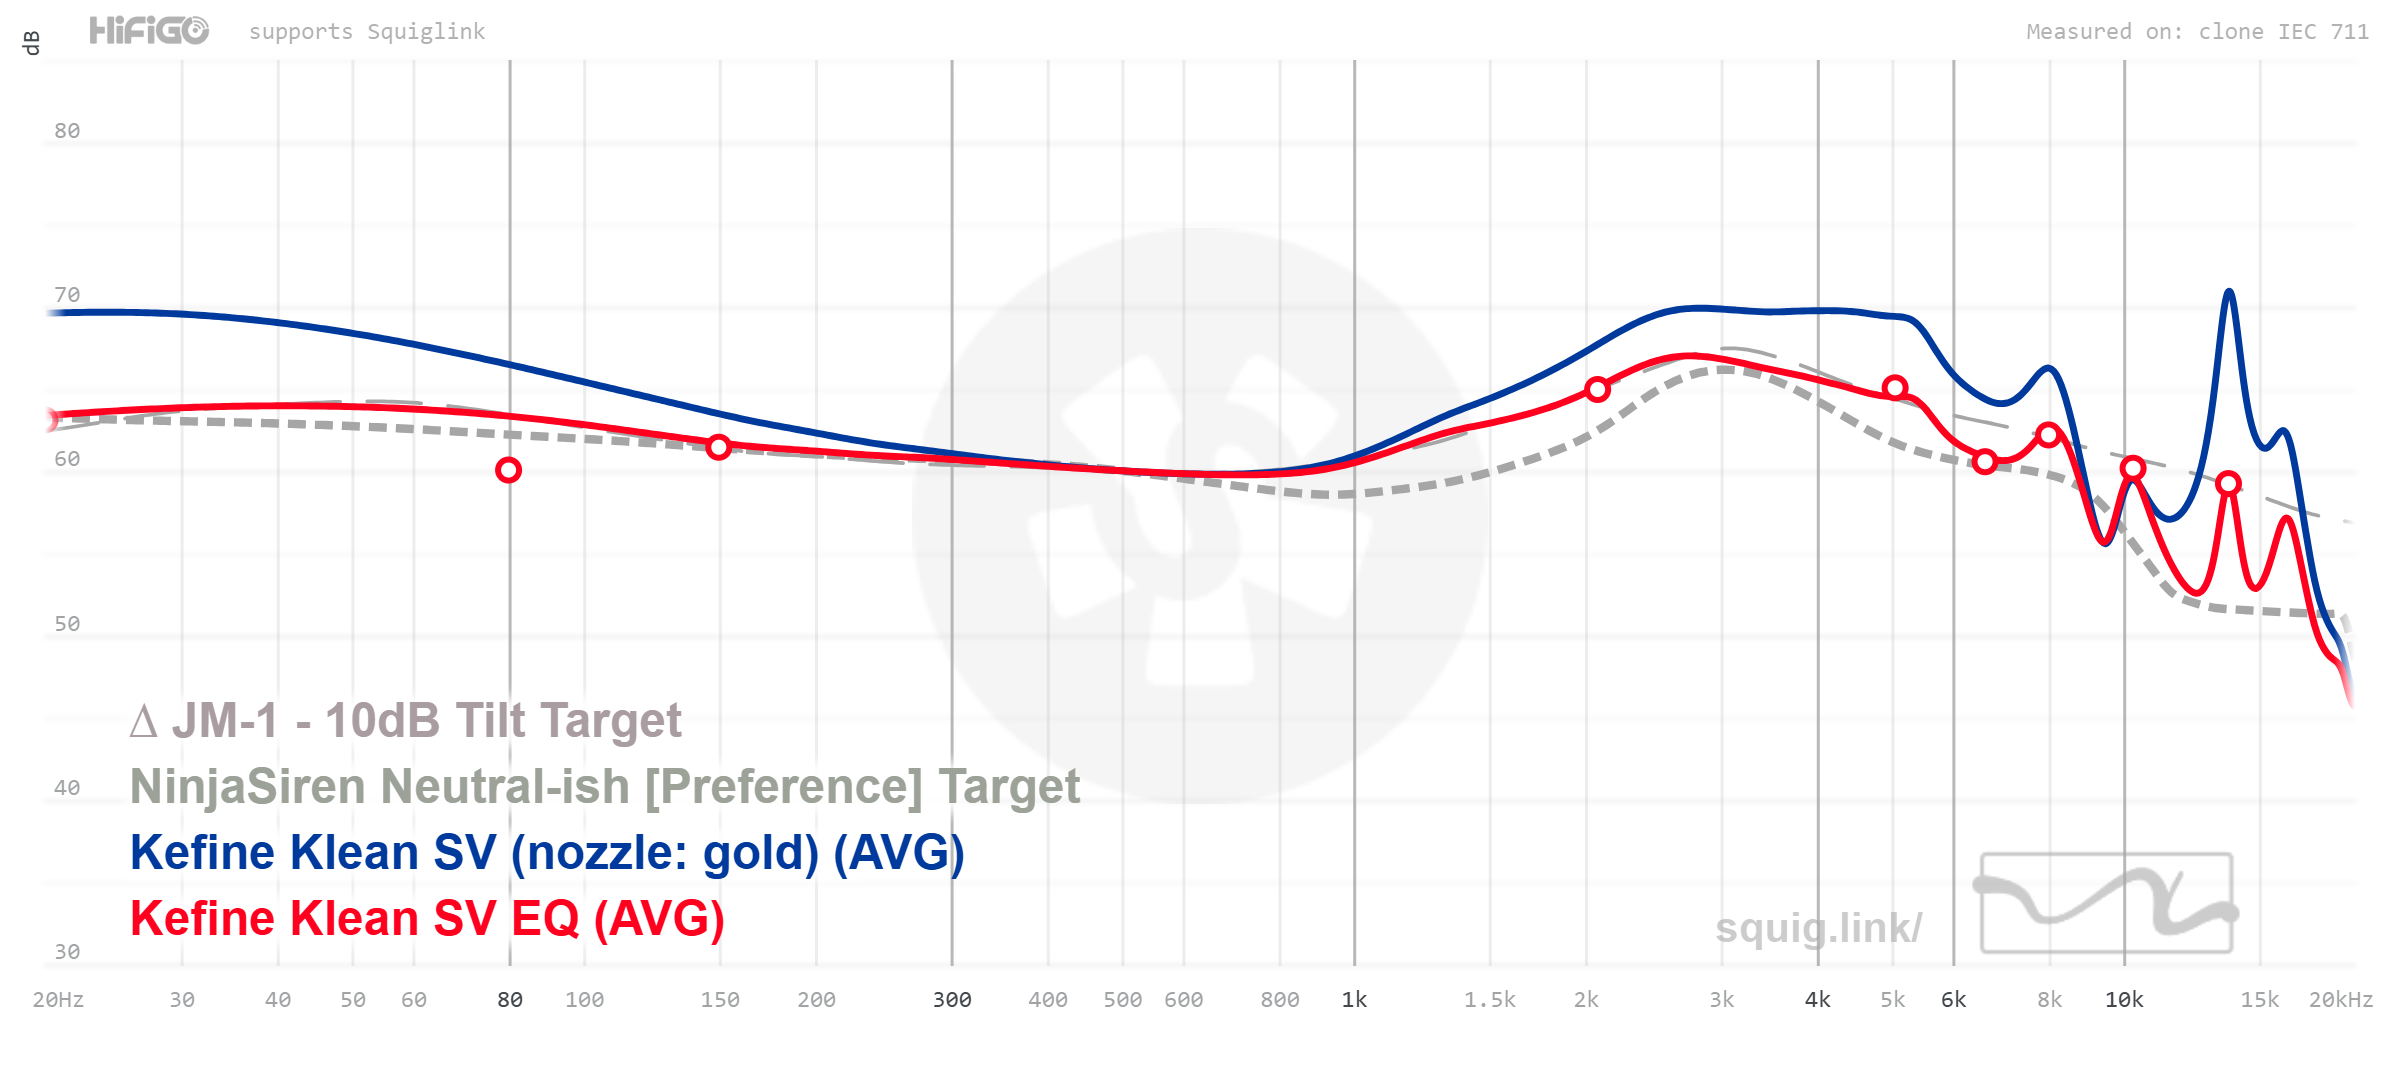 HiFiGO supports Squiglink
Measured on: clone IEC 711
dB
80
70
60
50
40
30
Δ JM-1 - 10dB Tilt Target
NinjaSiren Neutral-ish [Preference] Target
Kefine Klean SV (nozzle: gold) (AVG)
Kefine Klean SV EQ (AVG)
squig.link/
20Hz 30 40 50 60 80 100 150 200 300 400 500 600 800 1k 1.5k 2k 3k 4k 5k 6k 8k 10k 15k 20kHz